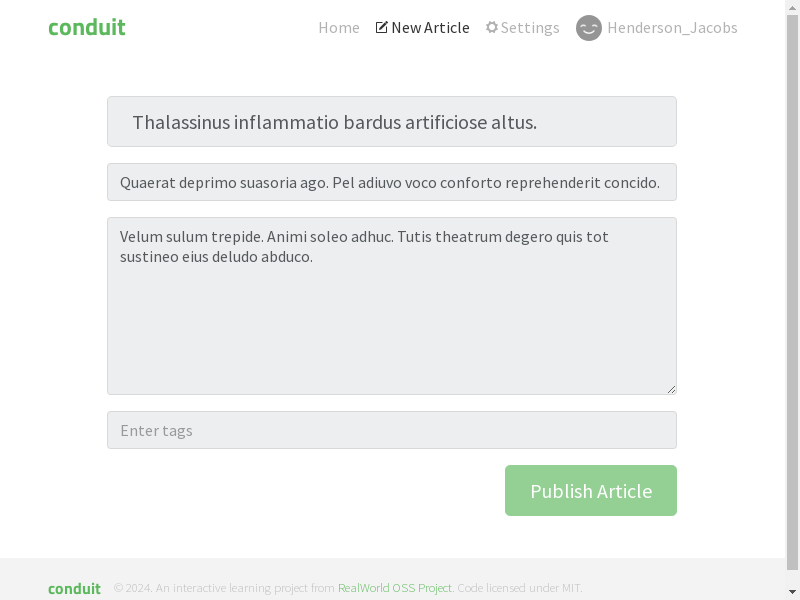 conduit
Home New Article Settings Henderson_Jacobs
Thalassinus inflammatio bardus artificiose altus.
Quaerat deprimo suasoria ago. Pel adiuvo voco conforto reprehenderit concido.
Velum sulum trepide. Animi soleo adhuc. Tutis theatrum degero quis tot
sustineo eius deludo abduco.
Enter tags
Publish Article
conduit © 2024. An interactive learning project from RealWorld OSS Project. Code licensed under MIT.